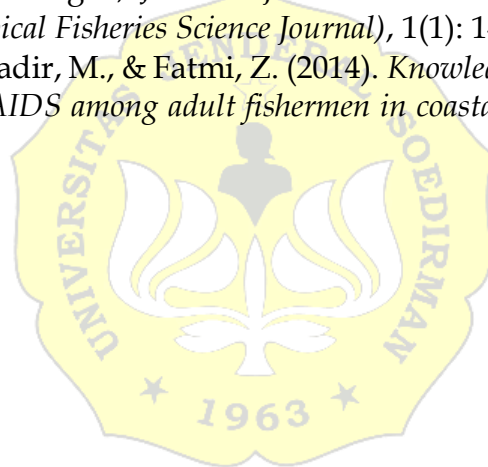 ical Fisheries Science Journal), 1(1): 1-
adir, M., & Fatmi, Z. (2014). Knowled
AIDS among adult fishermen in coasta
UNIVERSITAS JENDERAL SOEDIRMAN
1963